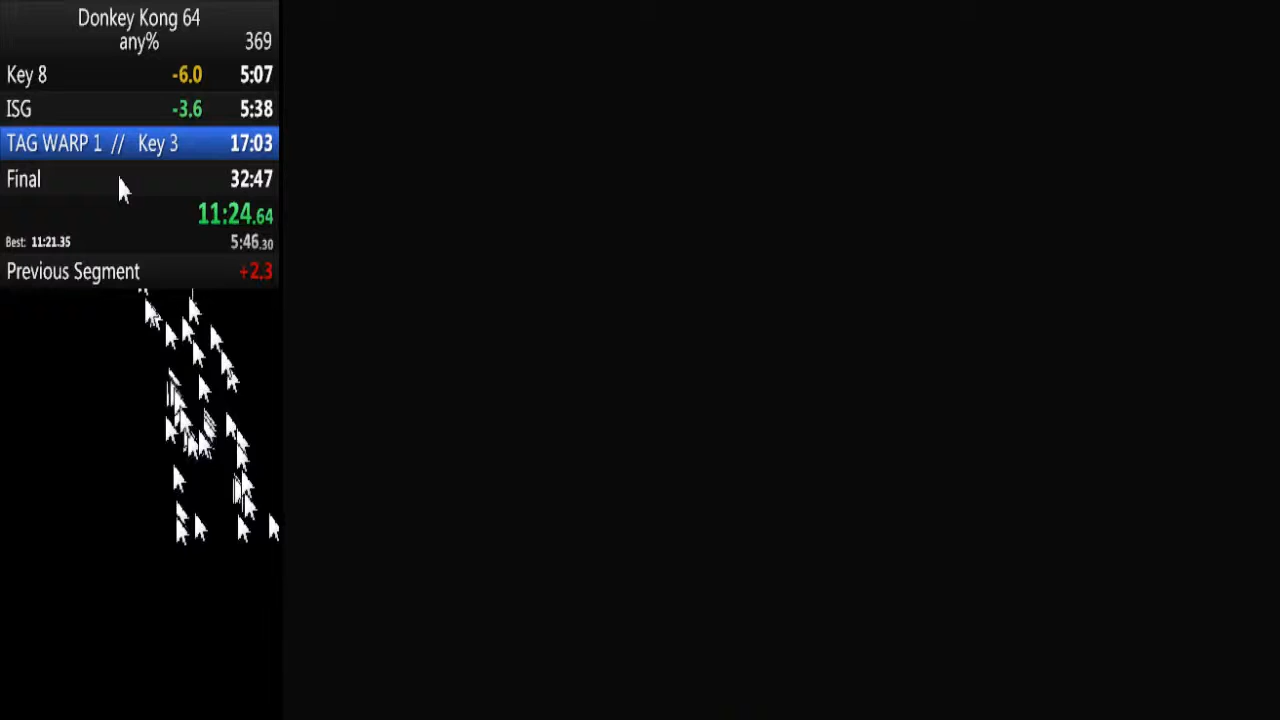 Donkey Kong 64
any% 369
Key 8 -6.0 5:07
ISG -3.6 5:38
TAG WARP 1 // Key 3 17:03
Final 32:47
11:24.64
Best: 11:21.35 5:46.30
Previous Segment +2.3